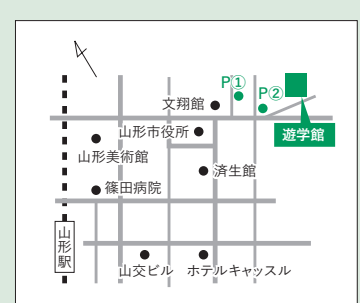 P①
P②
文翔館
遊学館
山形市役所
山形美術館
済生館
篠田病院
山形駅
山交ビル
ホテルキャッスル